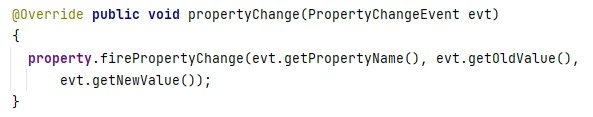 @Override public void propertyChange(PropertyChangeEvent evt)
{
  property.firePropertyChange(evt.getPropertyName(), evt.getOldValue(),
      evt.getNewValue());
}